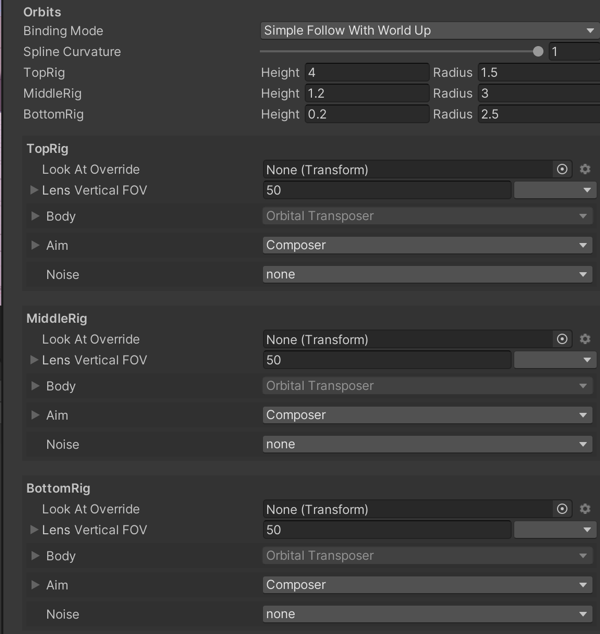 Orbits
Binding Mode Simple Follow With World Up
Spline Curvature 1
TopRig Height 4 Radius 1.5
MiddleRig Height 1.2 Radius 3
BottomRig Height 0.2 Radius 2.5
TopRig
Look At Override None (Transform)
Lens Vertical FOV 50
Body Orbital Transposer
Aim Composer
Noise none
MiddleRig
Look At Override None (Transform)
Lens Vertical FOV 50
Body Orbital Transposer
Aim Composer
Noise none
BottomRig
Look At Override None (Transform)
Lens Vertical FOV 50
Body Orbital Transposer
Aim Composer
Noise none